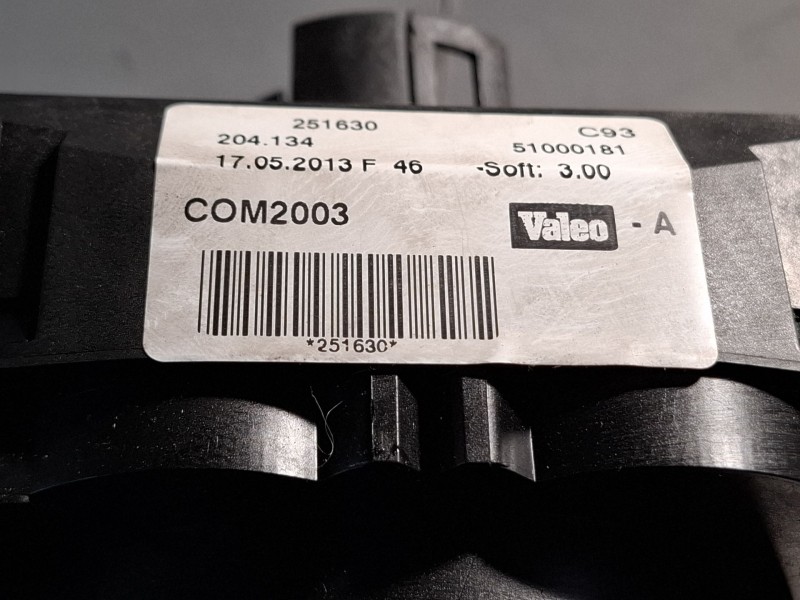 251630 C93
204.134 51000181
17.05.2013 F 46 -Soft: 3.00
COM2003 Valeo - A
*251630*